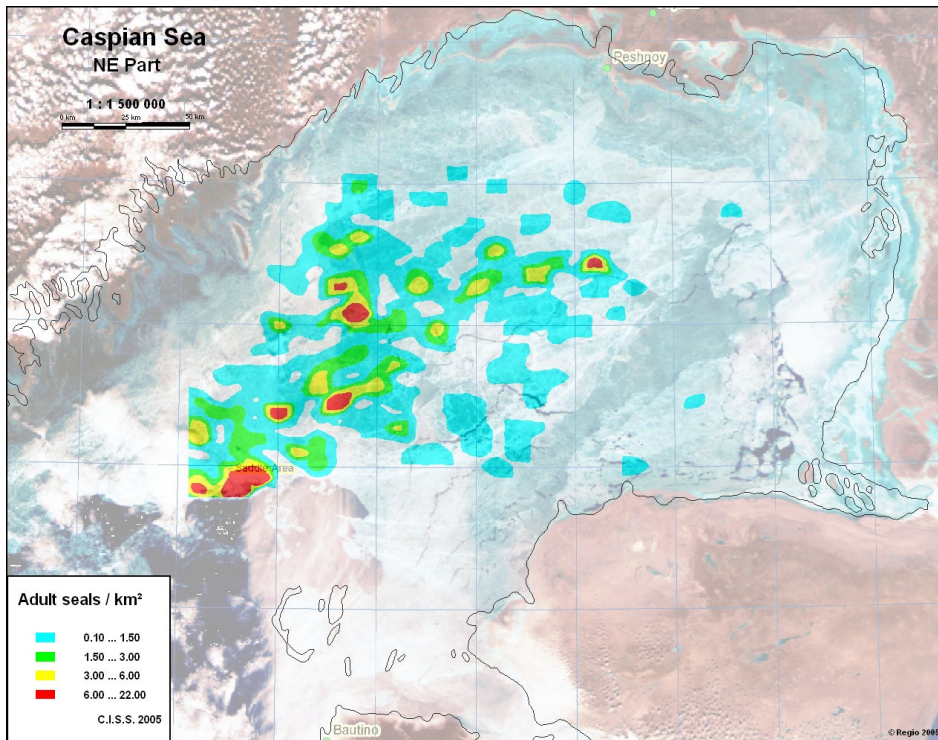 Caspian Sea
NE Part
1 : 1 500 000
0 km 25 km 50 km
Peshnoy
Saddle Area
Adult seals / km²
0.10 ... 1.50
1.50 ... 3.00
3.00 ... 6.00
6.00 ... 22.00
C.I.S.S. 2005
Bautino
© Regio 2005